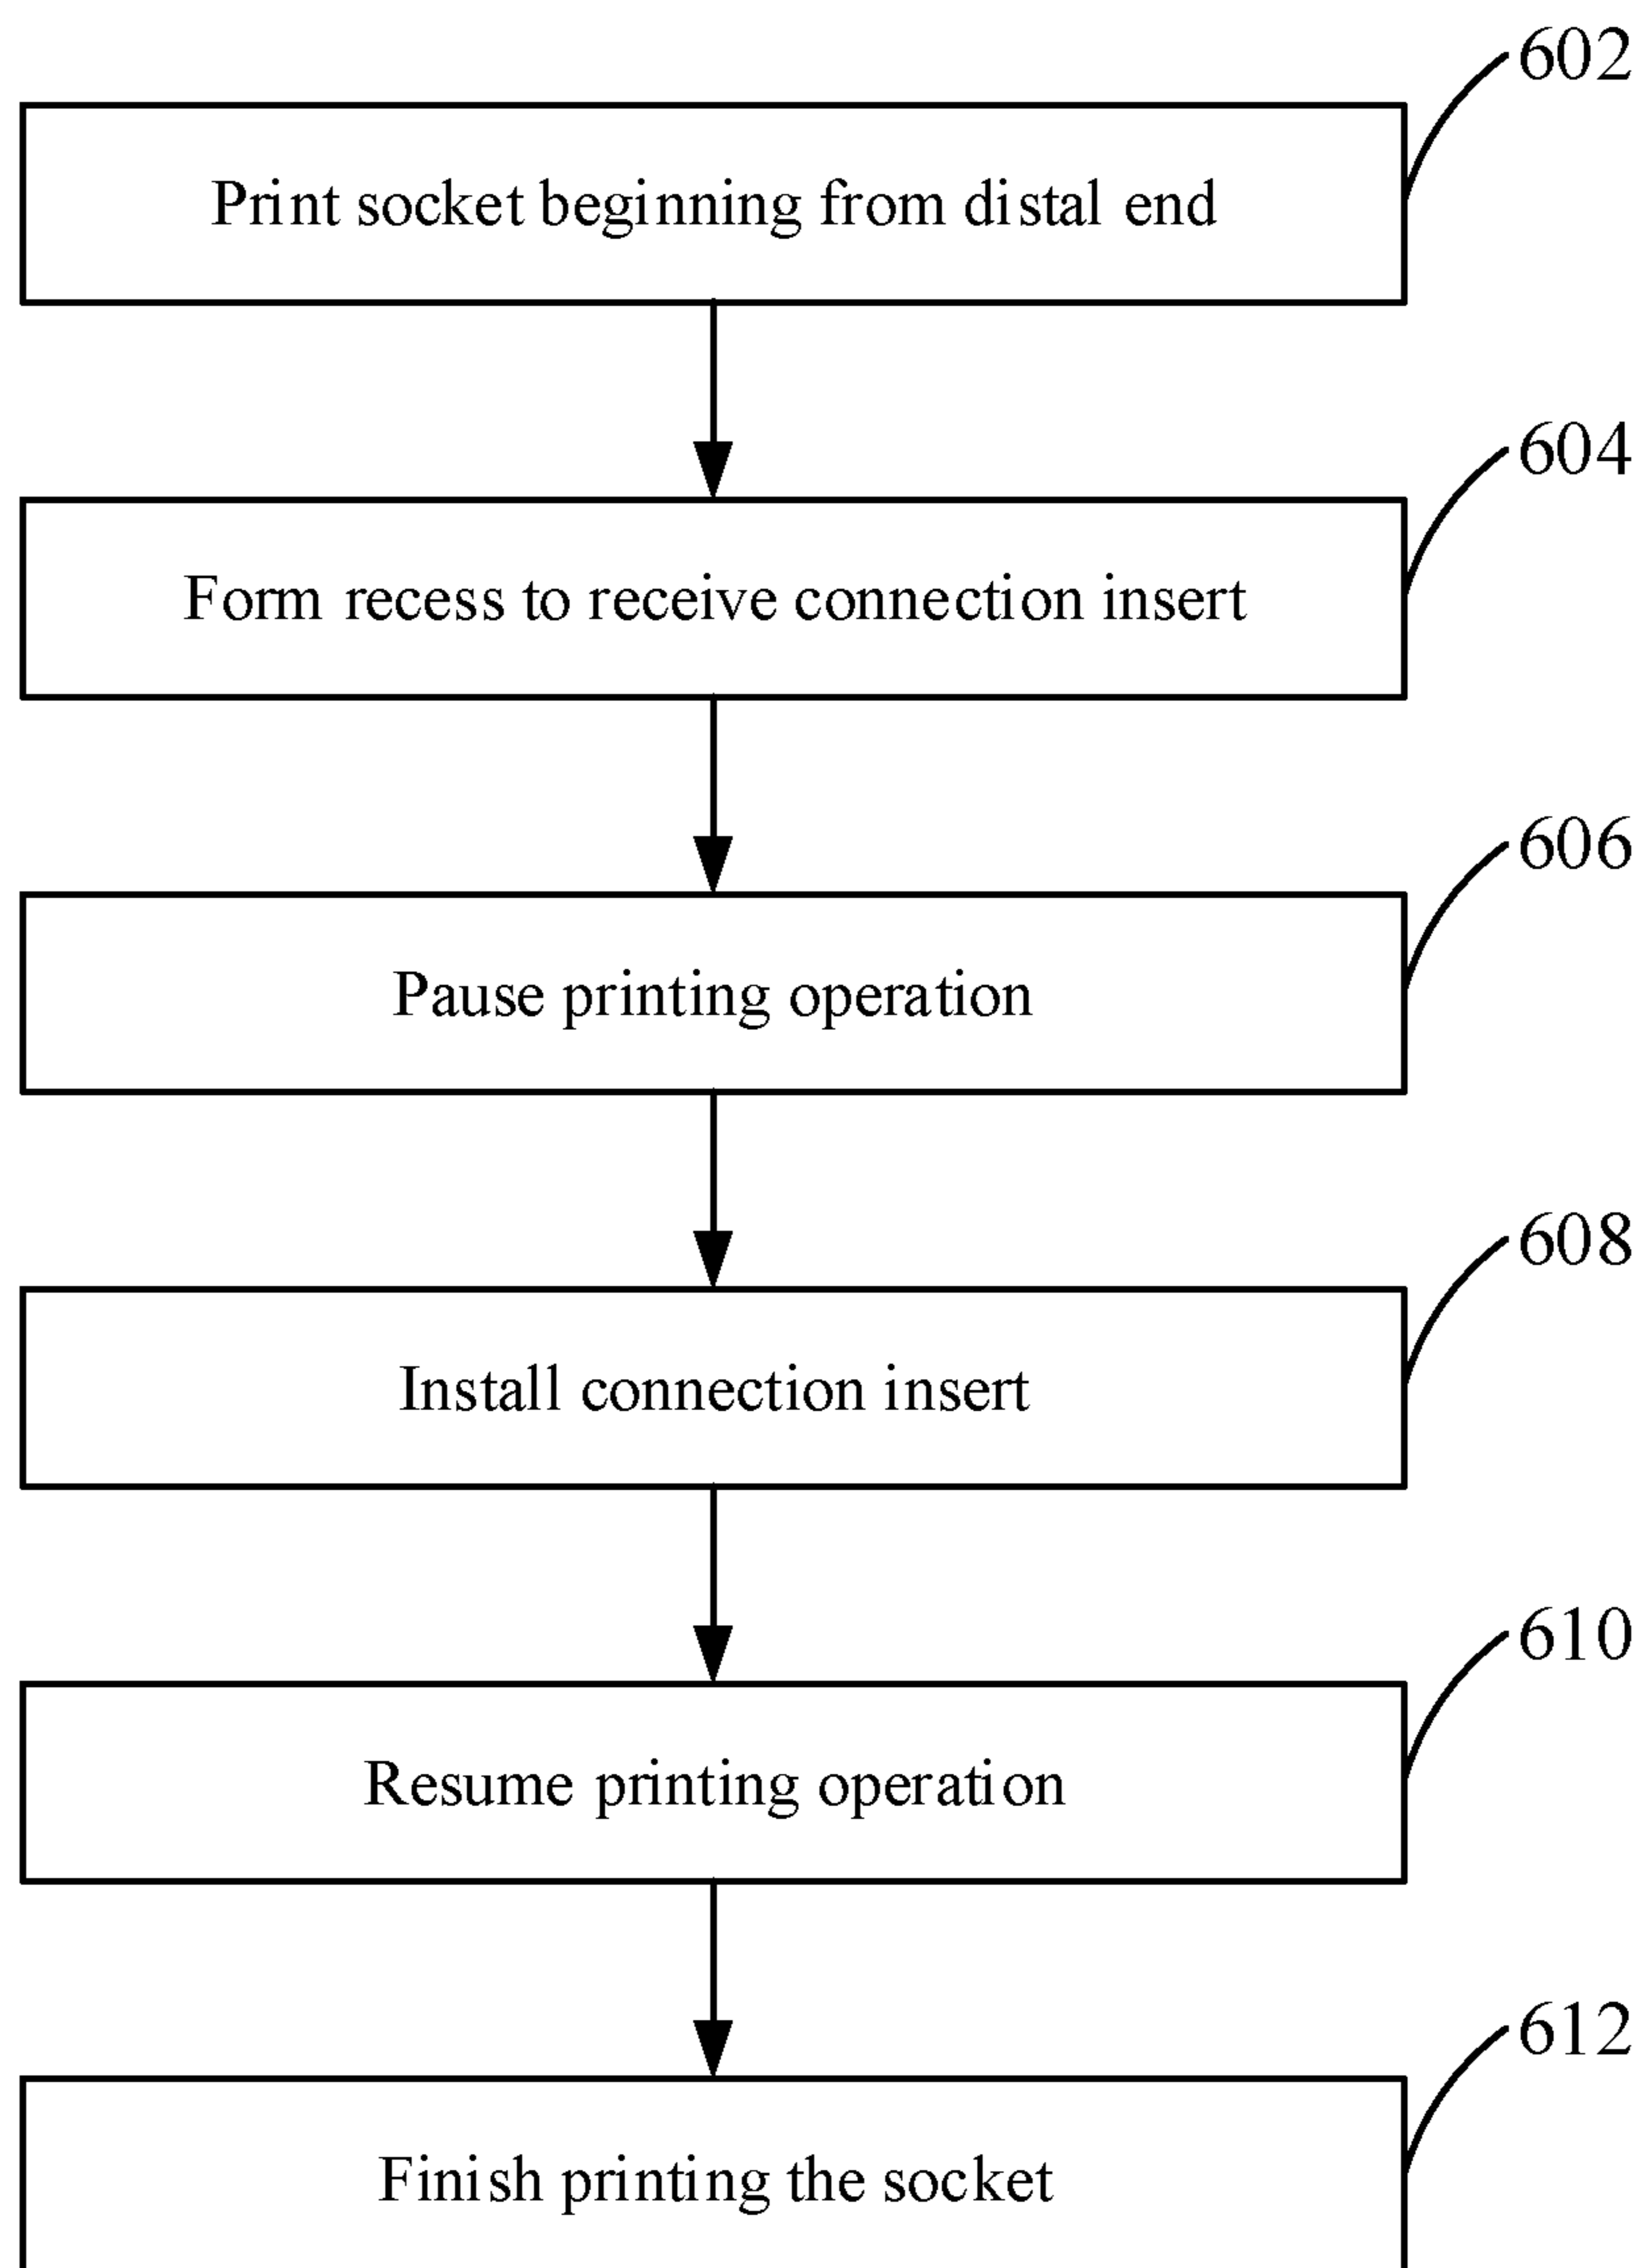 602
Print socket beginning from distal end
604
Form recess to receive connection insert
606
Pause printing operation
608
Install connection insert
610
Resume printing operation
612
Finish printing the socket